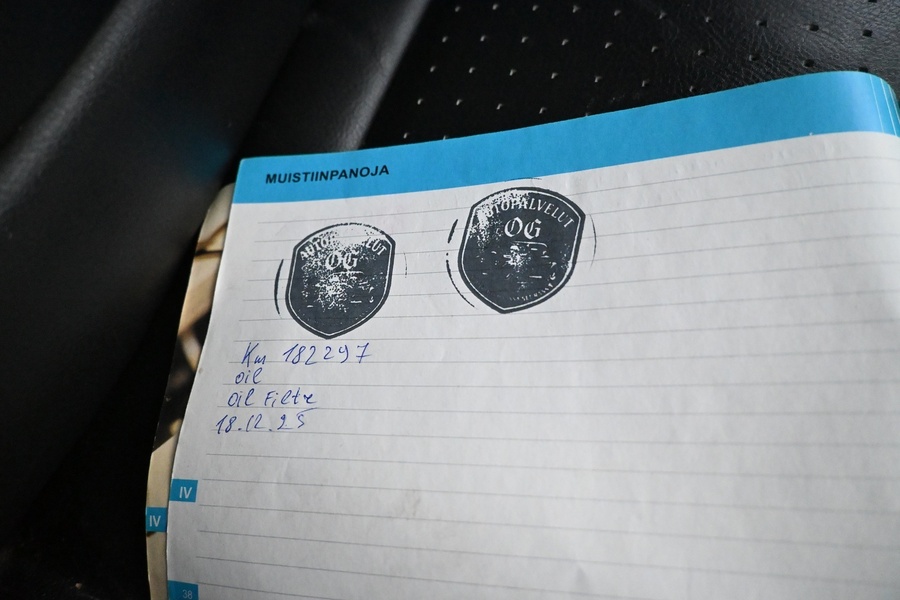 MUISTIINPANOJA
AUTOPALVELUT
OG
AUTOPALVELUT
OG
Km 182297
oil
oil Filtr
18.12.25
IV
IV
38